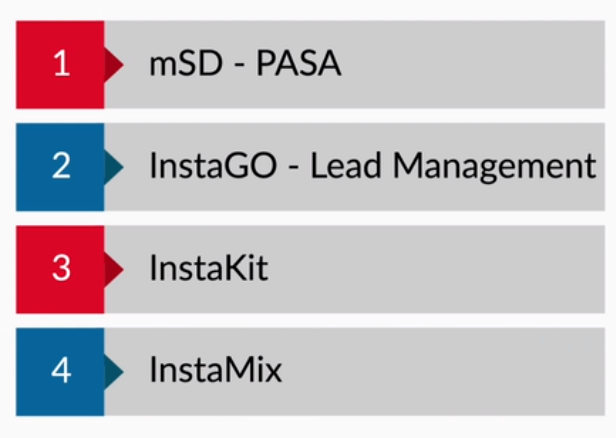 1 mSD - PASA
2 InstaGO - Lead Management
3 InstaKit
4 InstaMix